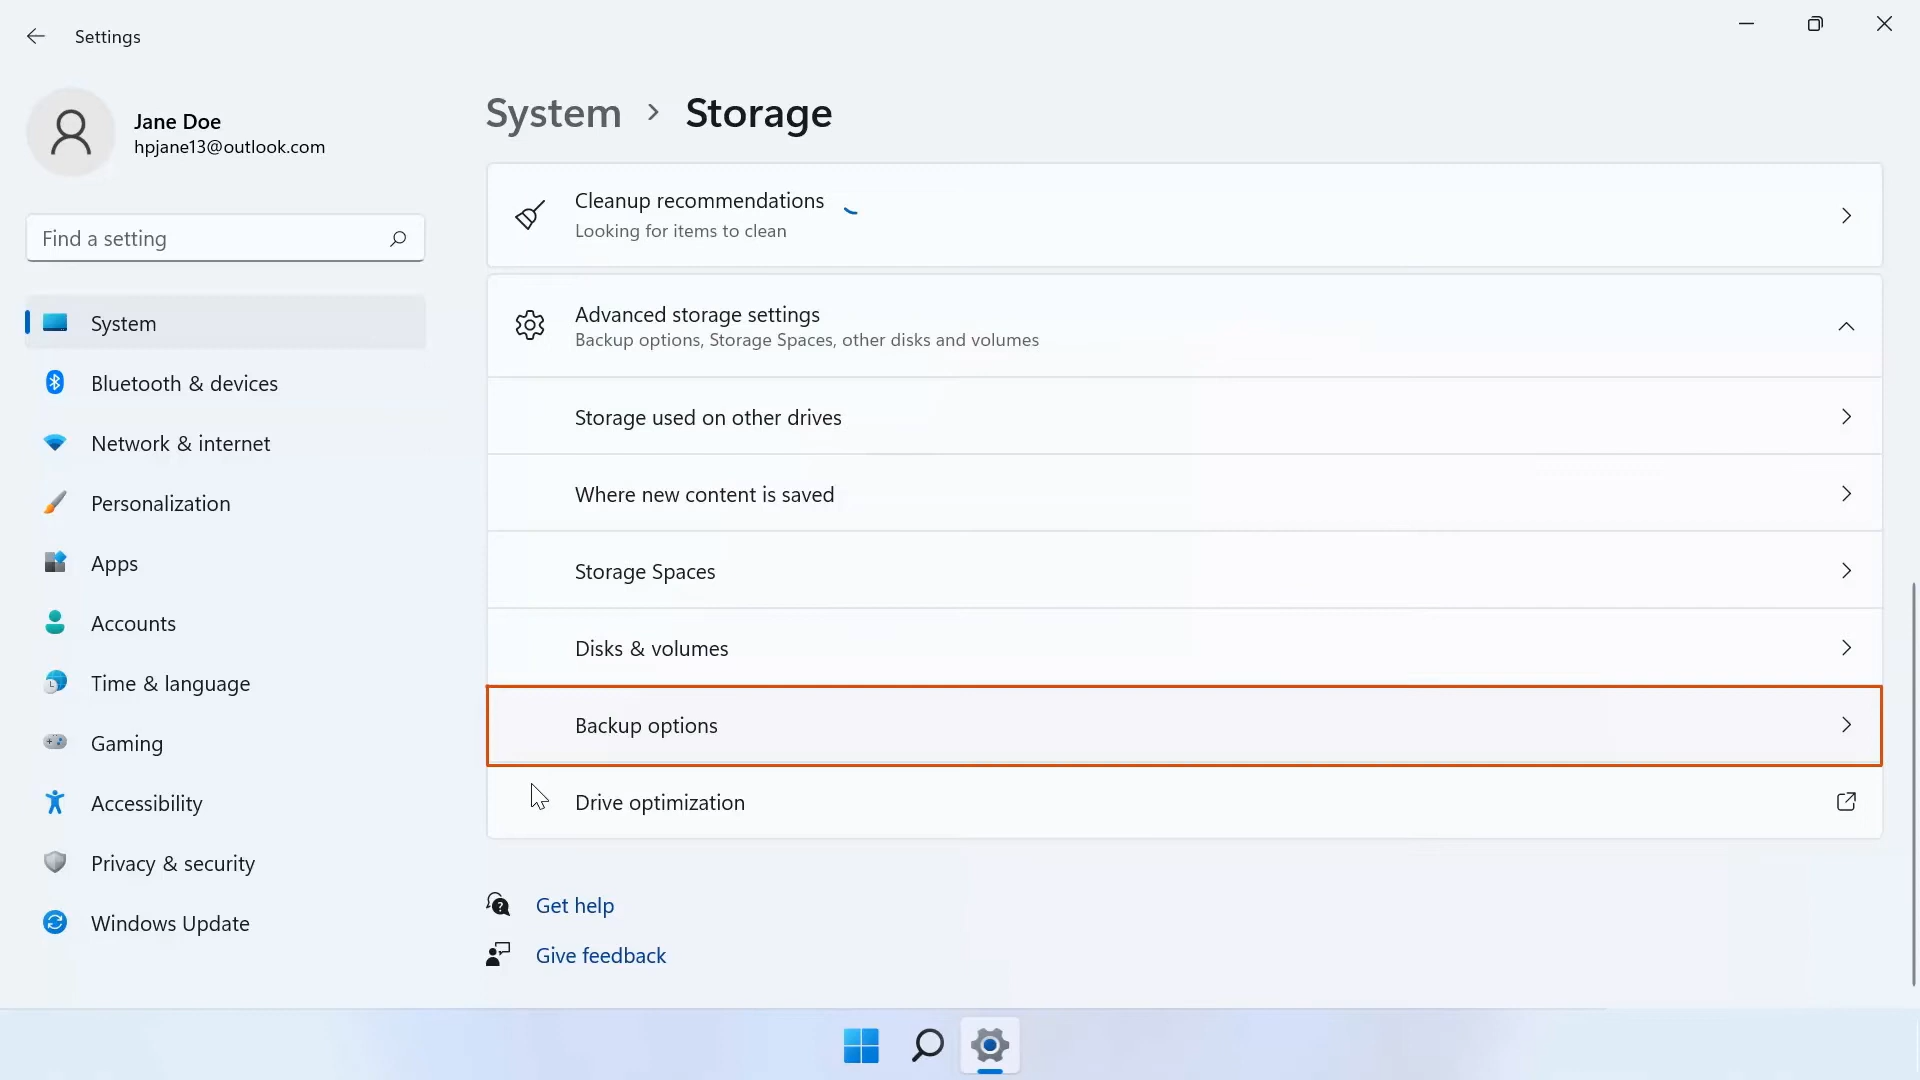 Settings
Jane Doe
hpjane13@outlook.com
Find a setting
System
Bluetooth & devices
Network & internet
Personalization
Apps
Accounts
Time & language
Gaming
Accessibility
Privacy & security
Windows Update
System > Storage
Cleanup recommendations
Looking for items to clean
Advanced storage settings
Backup options, Storage Spaces, other disks and volumes
Storage used on other drives
Where new content is saved
Storage Spaces
Disks & volumes
Backup options
Drive optimization
Get help
Give feedback